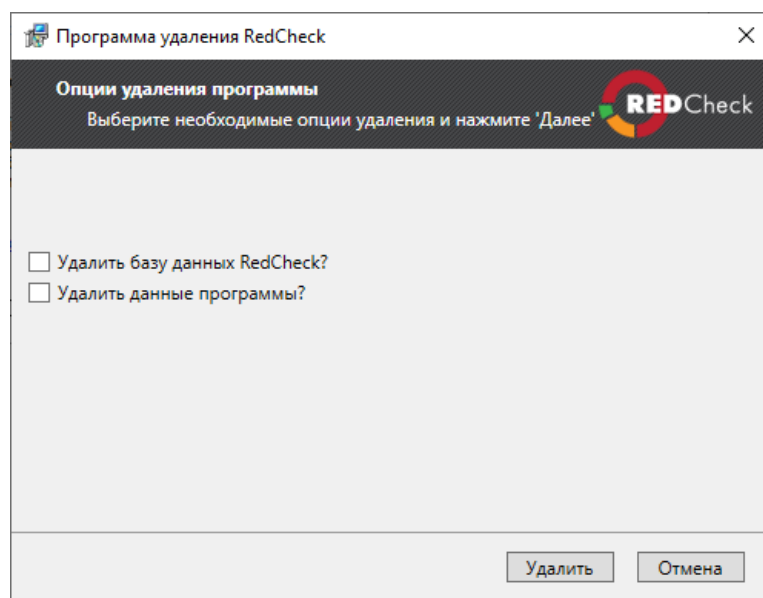 Программа удаления RedCheck
Опции удаления программы
Выберите необходимые опции удаления и нажмите 'Далее'
REDCheck
Удалить базу данных RedCheck?
Удалить данные программы?
Удалить
Отмена